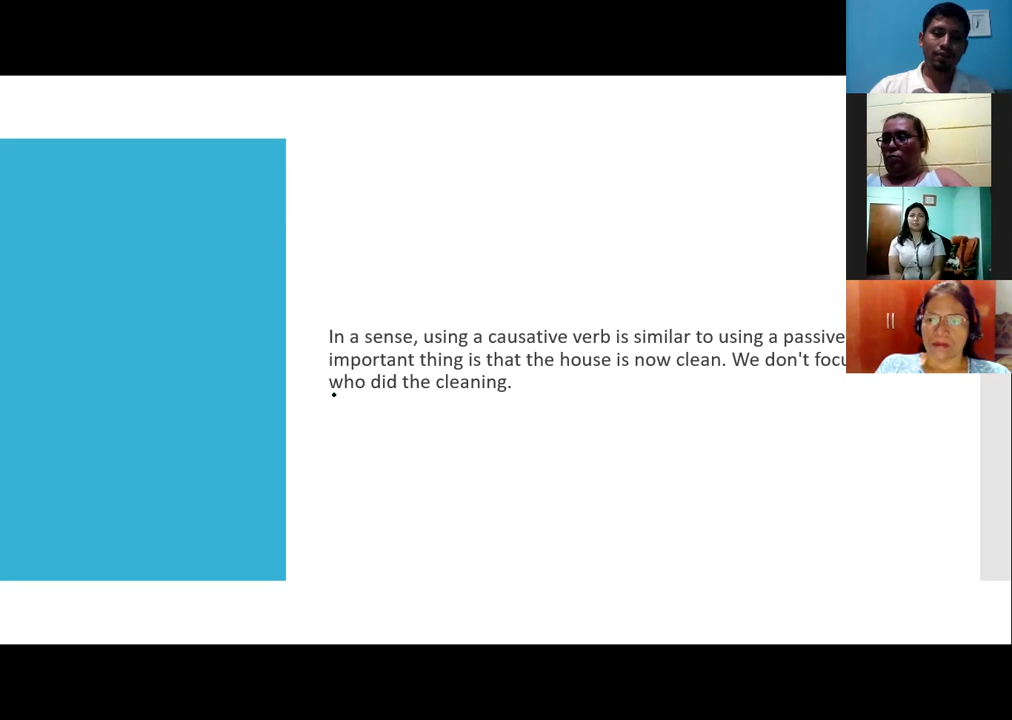 In a sense, using a causative verb is similar to using a passive
important thing is that the house is now clean. We don't
who did the cleaning.